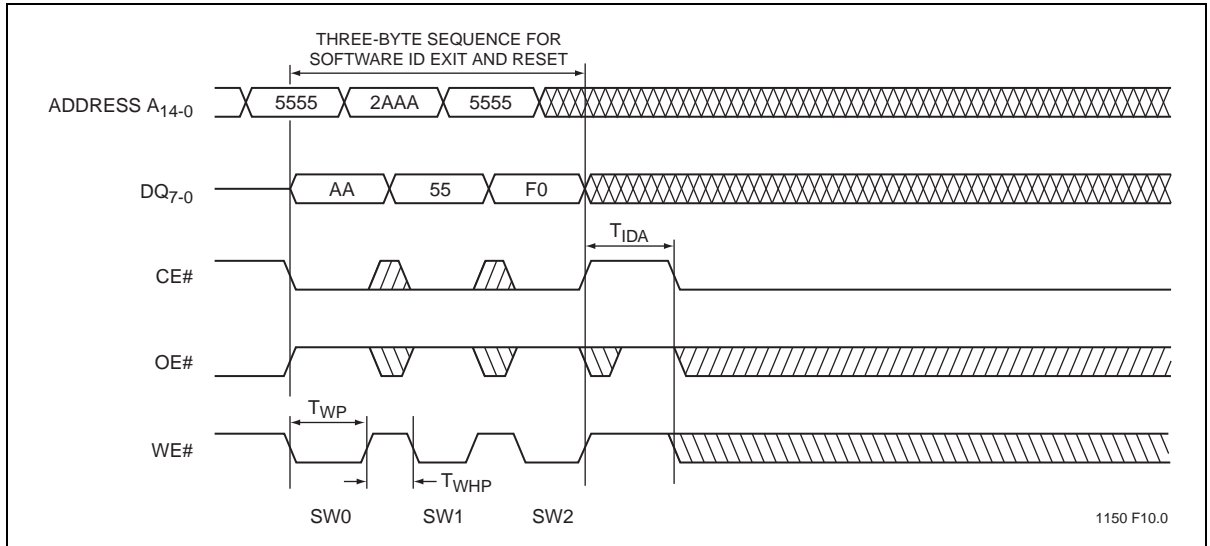 THREE-BYTE SEQUENCE FOR
SOFTWARE ID EXIT AND RESET
ADDRESS A14-0
5555 2AAA 5555
DQ7-0
AA 55 F0
TIDA
CE#
OE#
TWP
WE#
TWHP
SW0 SW1 SW2
1150 F10.0